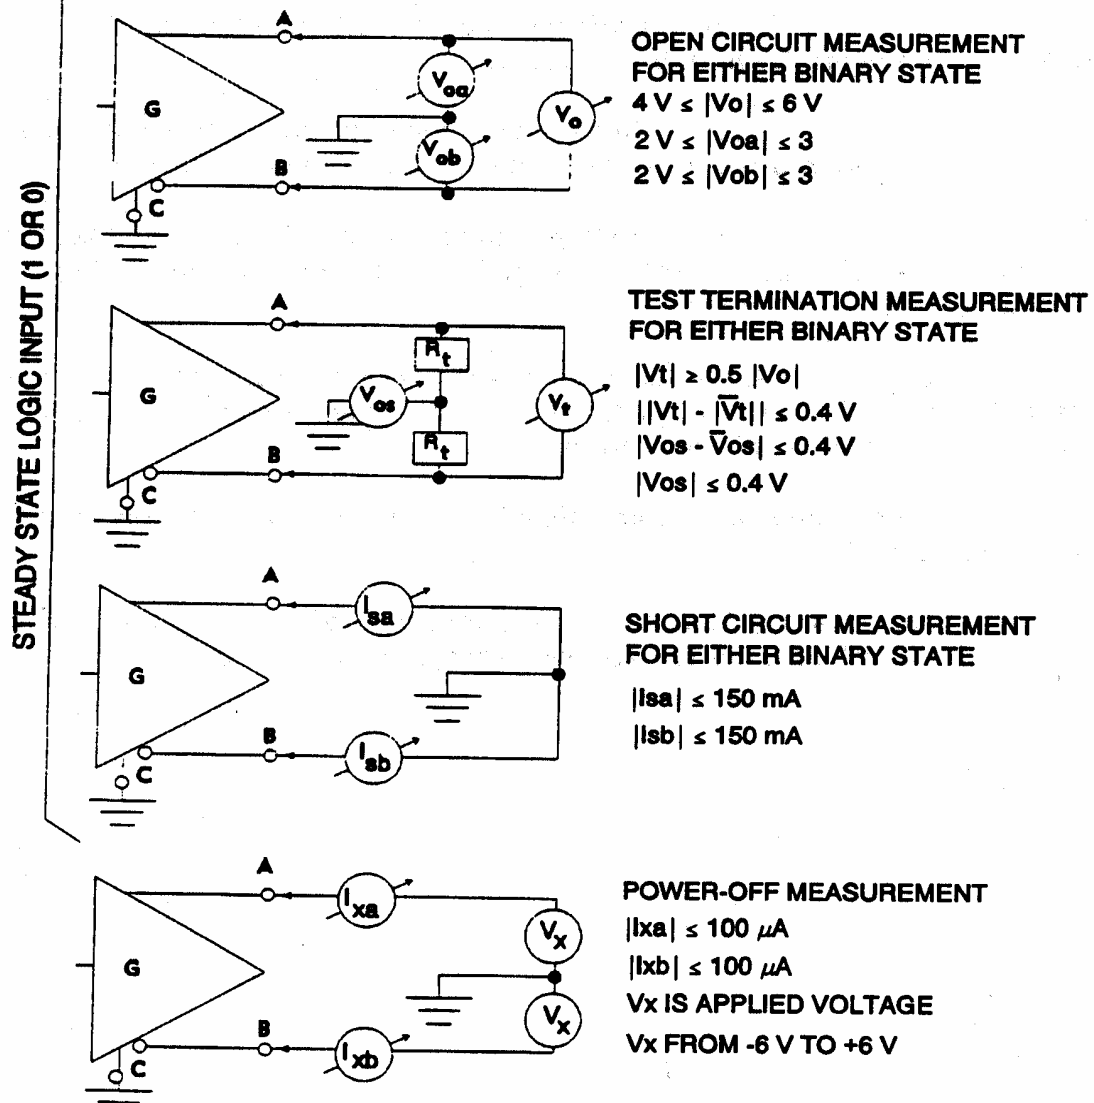 STEADY STATE LOGIC INPUT (1 OR 0)
A
G
Voa
Vo
Vob
B
C
OPEN CIRCUIT MEASUREMENT
FOR EITHER BINARY STATE
4 V ≤ |Vo| ≤ 6 V
2 V ≤ |Voa| ≤ 3
2 V ≤ |Vob| ≤ 3
A
G
Rt
Vos
Vt
Rt
B
C
TEST TERMINATION MEASUREMENT
FOR EITHER BINARY STATE
|Vt| ≥ 0.5 |Vo|
||Vt| - |V̅t|| ≤ 0.4 V
|Vos - V̅os| ≤ 0.4 V
|Vos| ≤ 0.4 V
A
Isa
G
B
Isb
C
SHORT CIRCUIT MEASUREMENT
FOR EITHER BINARY STATE
|Isa| ≤ 150 mA
|Isb| ≤ 150 mA
A
Ixa
G
Vx
Vx
B
Ixb
C
POWER-OFF MEASUREMENT
|Ixa| ≤ 100 µA
|Ixb| ≤ 100 µA
Vx IS APPLIED VOLTAGE
Vx FROM -6 V TO +6 V